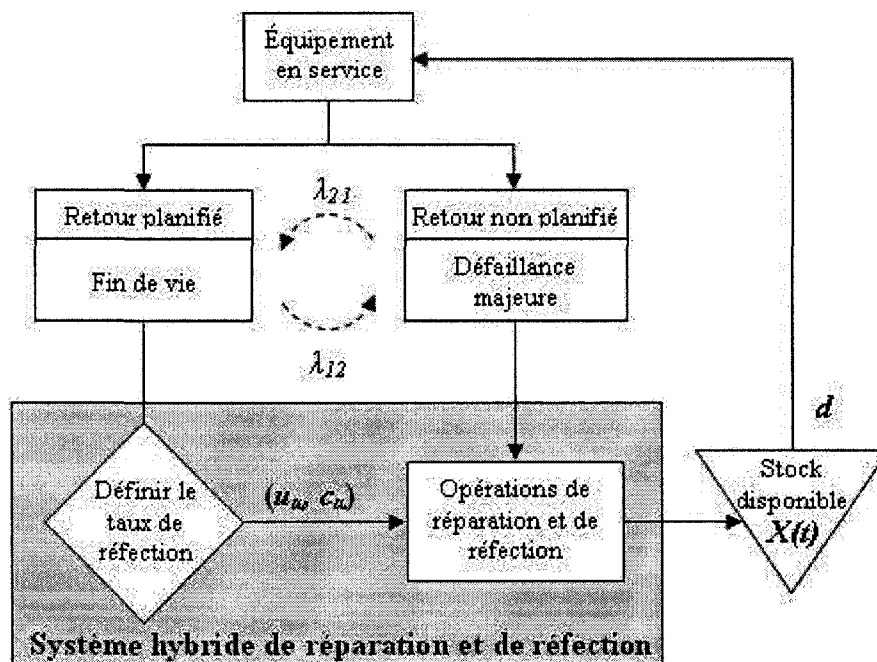 Équipement
en service
λ21
Retour planifié
Fin de vie
Retour non planifié
Défaillance
majeure
λ12
d
Définir le
taux de
réfection
(uu, cu)
Opérations de
réparation et de
réfection
Stock
disponible
X(t)
Système hybride de réparation et de réfection